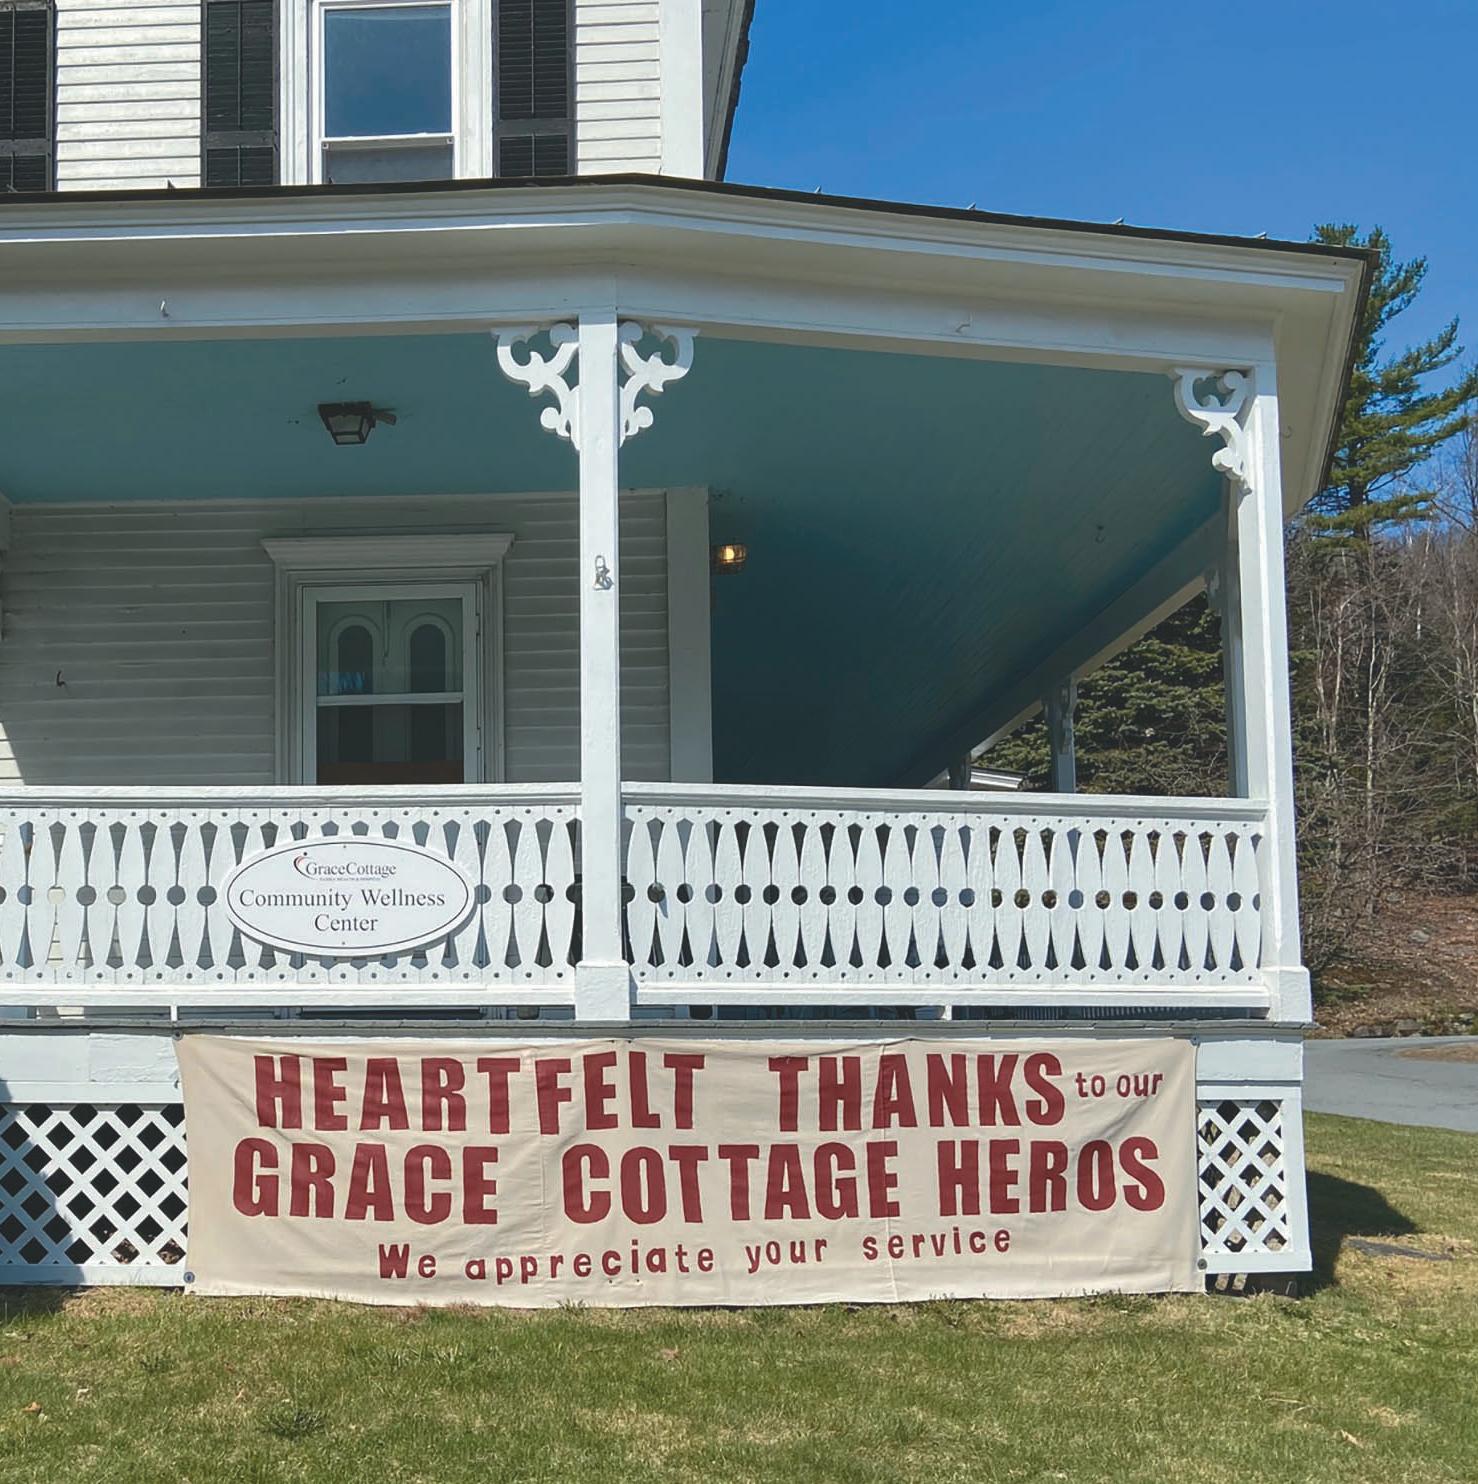 GraceCottage
Community Wellness
Center
HEARTFELT THANKS to our
GRACE COTTAGE HEROS
We appreciate your service